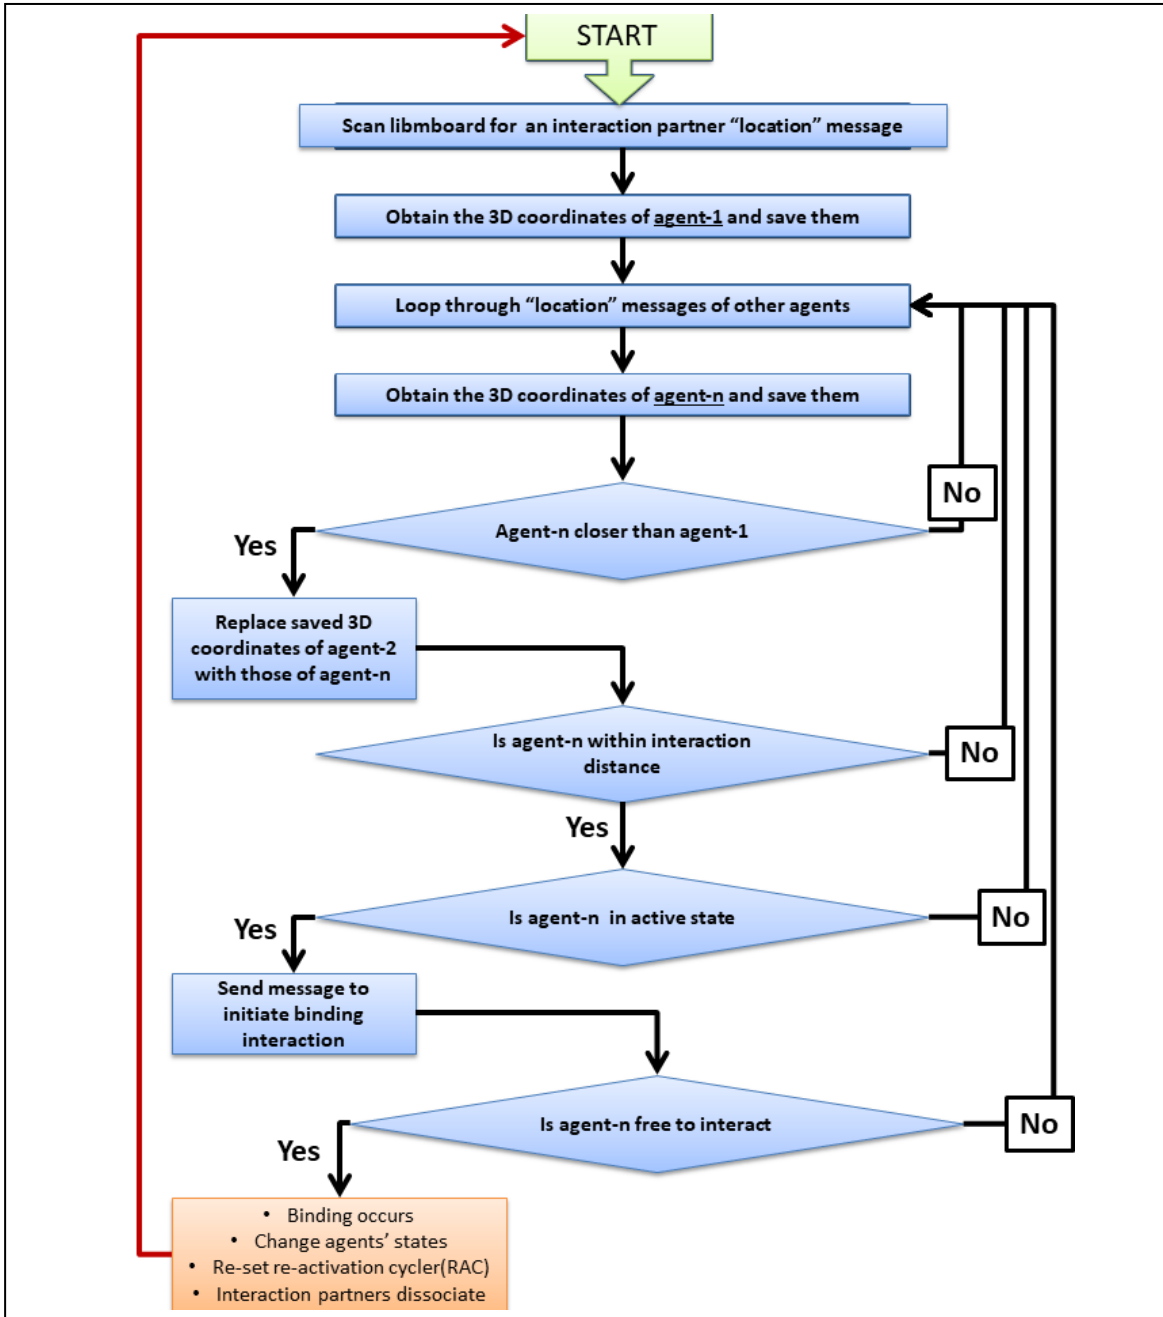 START
Scan libmboard for an interaction partner “location” message
Obtain the 3D coordinates of agent-1 and save them
Loop through “location” messages of other agents
Obtain the 3D coordinates of agent-n and save them
No
Agent-n closer than agent-1
Yes
Replace saved 3D
coordinates of agent-2
with those of agent-n
Is agent-n within interaction
distance
No
Yes
Is agent-n in active state
No
Yes
Send message to
initiate binding
interaction
Is agent-n free to interact
No
Yes
• Binding occurs
• Change agents’ states
• Re-set re-activation cycler(RAC)
• Interaction partners dissociate